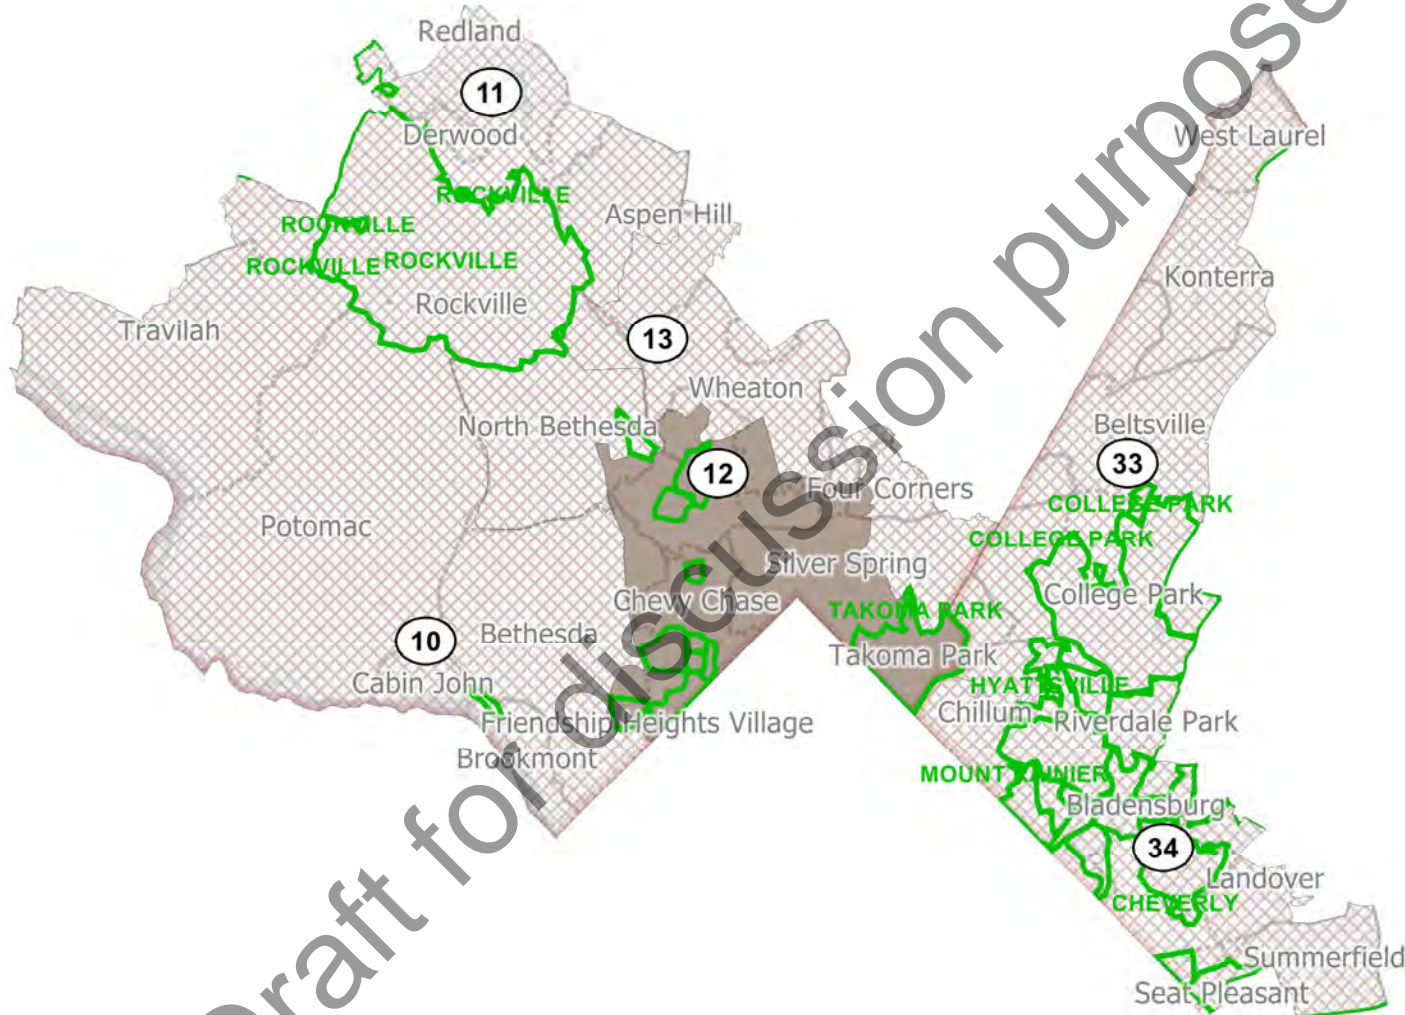 Redland
11
Derwood
West Laurel
ROCKVILLE
Aspen Hill
ROCKVILLE
ROCKVILLE
ROCKVILLE
Konterra
Rockville
Travilah
13
Wheaton
North Bethesda
Beltsville
33
12
Four Corners
COLLEGE PARK
Potomac
COLLEGE PARK
Silver Spring
College Park
Chevy Chase
TAKOMA PARK
10
Bethesda
Takoma Park
Cabin John
HYATTSVILLE
Chillum
Riverdale Park
Friendship Heights Village
Brookmont
MOUNT RAINIER
Bladensburg
34
Landover
CHEVERLY
Summerfield
Seat Pleasant
Draft for discussion purpose